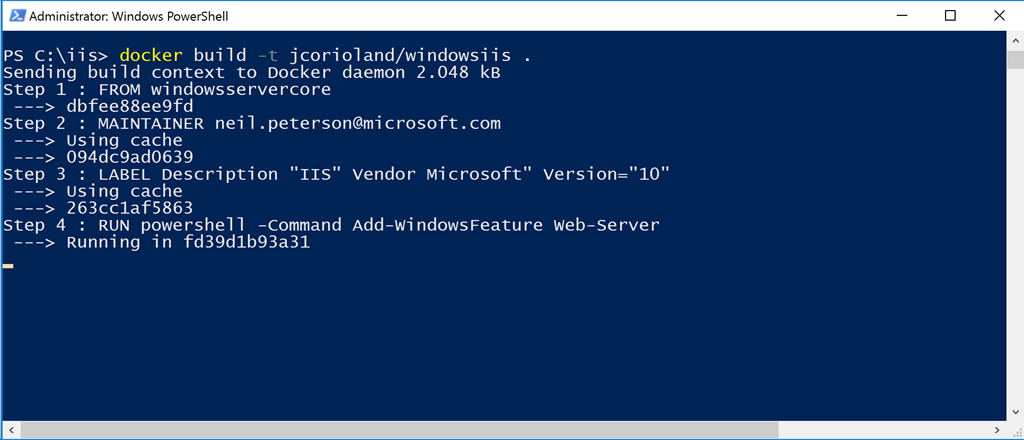 Administrator: Windows PowerShell
PS C:\iis> docker build -t jcorioland/windowsiis .
Sending build context to Docker daemon 2.048 kB
Step 1 : FROM windowsservercore
 ---> dbfee88ee9fd
Step 2 : MAINTAINER neil.peterson@microsoft.com
 ---> Using cache
 ---> 094dc9ad0639
Step 3 : LABEL Description "IIS" Vendor Microsoft" Version="10"
 ---> Using cache
 ---> 263cc1af5863
Step 4 : RUN powershell -Command Add-WindowsFeature Web-Server
 ---> Running in fd39d1b93a31